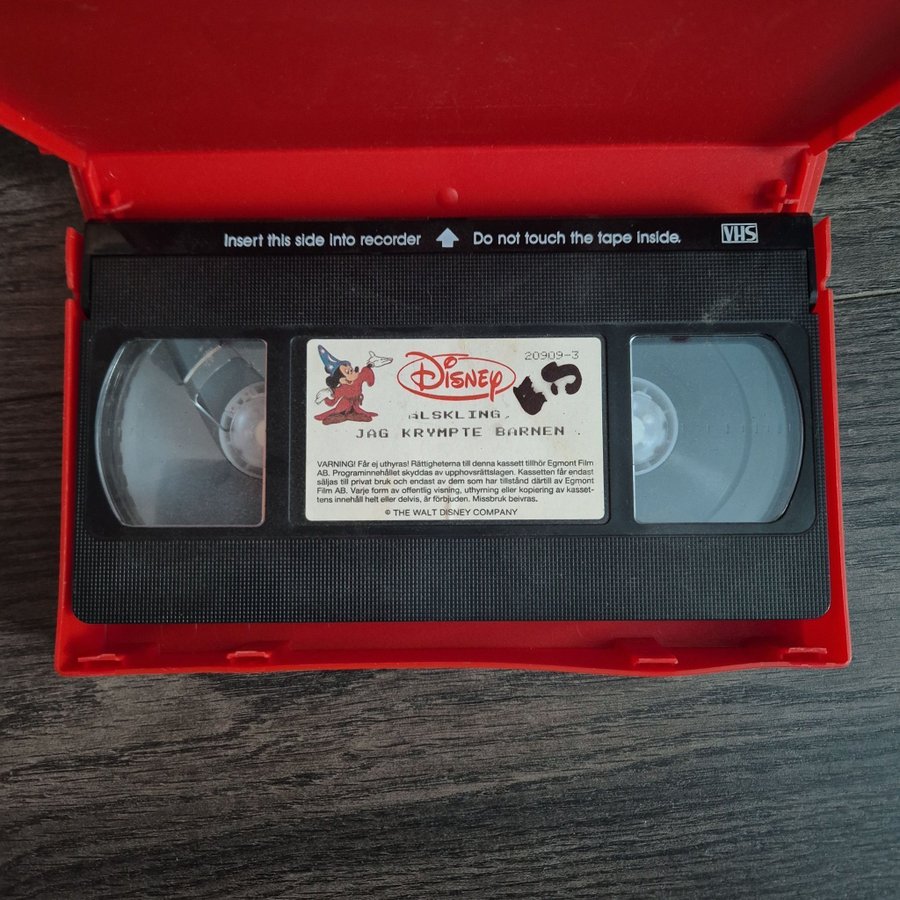 Insert this side into recorder Do not touch the tape inside. VHS
Disney 20909-3
ÄLSKLING,
JAG KRYMPTE BARNEN
VARNING! Får ej uthyras! Rättigheterna till denna kassett tillhör Egmont Film
AB. Programinnehållet skyddas av upphovsrättslagen. Kassetten får endast
säljas till privat bruk och endast av dem som har tillstånd därtill av Egmont
Film AB. Varje form av offentlig visning, uthyrning eller kopiering av kasset-
tens innehåll helt eller delvis, är förbjuden. Missbruk beivras.
© THE WALT DISNEY COMPANY